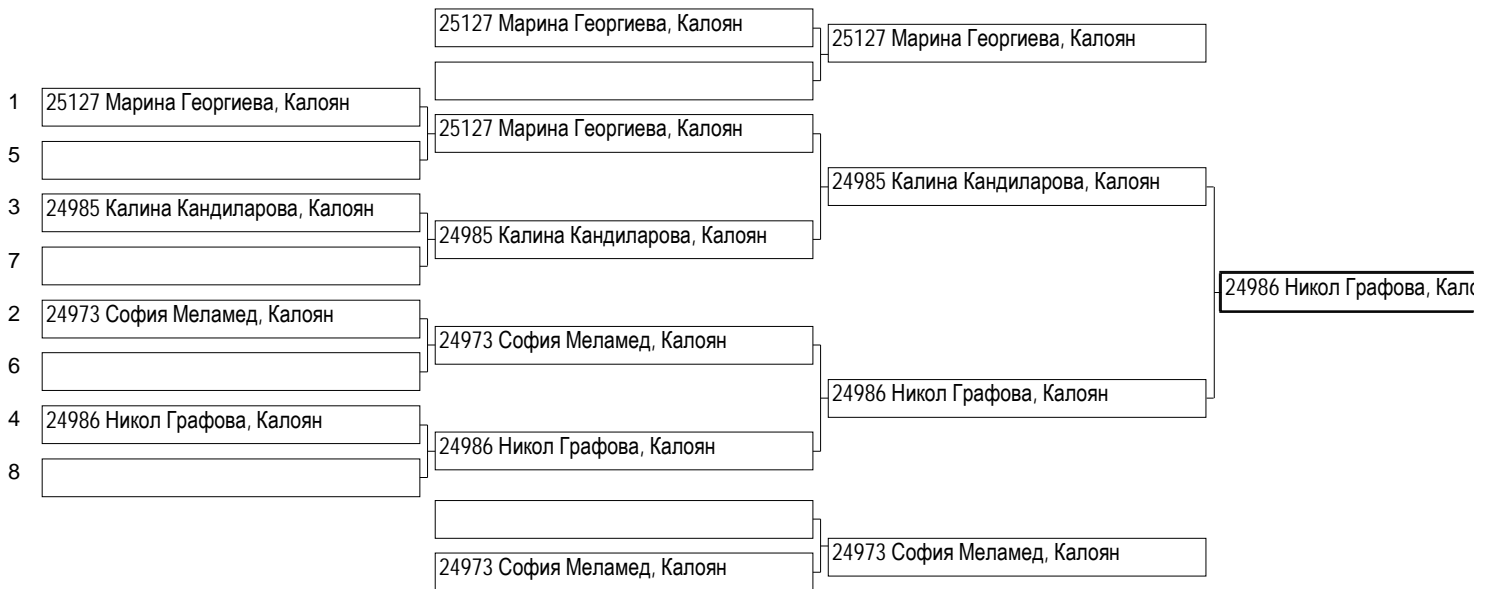 25127 Марина Георгиева, Калоян
25127 Марина Георгиева, Калоян
1 25127 Марина Георгиева, Калоян
25127 Марина Георгиева, Калоян
5
24985 Калина Кандиларова, Калоян
3 24985 Калина Кандиларова, Калоян
24985 Калина Кандиларова, Калоян
7
24986 Никол Графова, Кало
2 24973 София Меламед, Калоян
24973 София Меламед, Калоян
6
24986 Никол Графова, Калоян
4 24986 Никол Графова, Калоян
24986 Никол Графова, Калоян
8
24973 София Меламед, Калоян
24973 София Меламед, Калоян